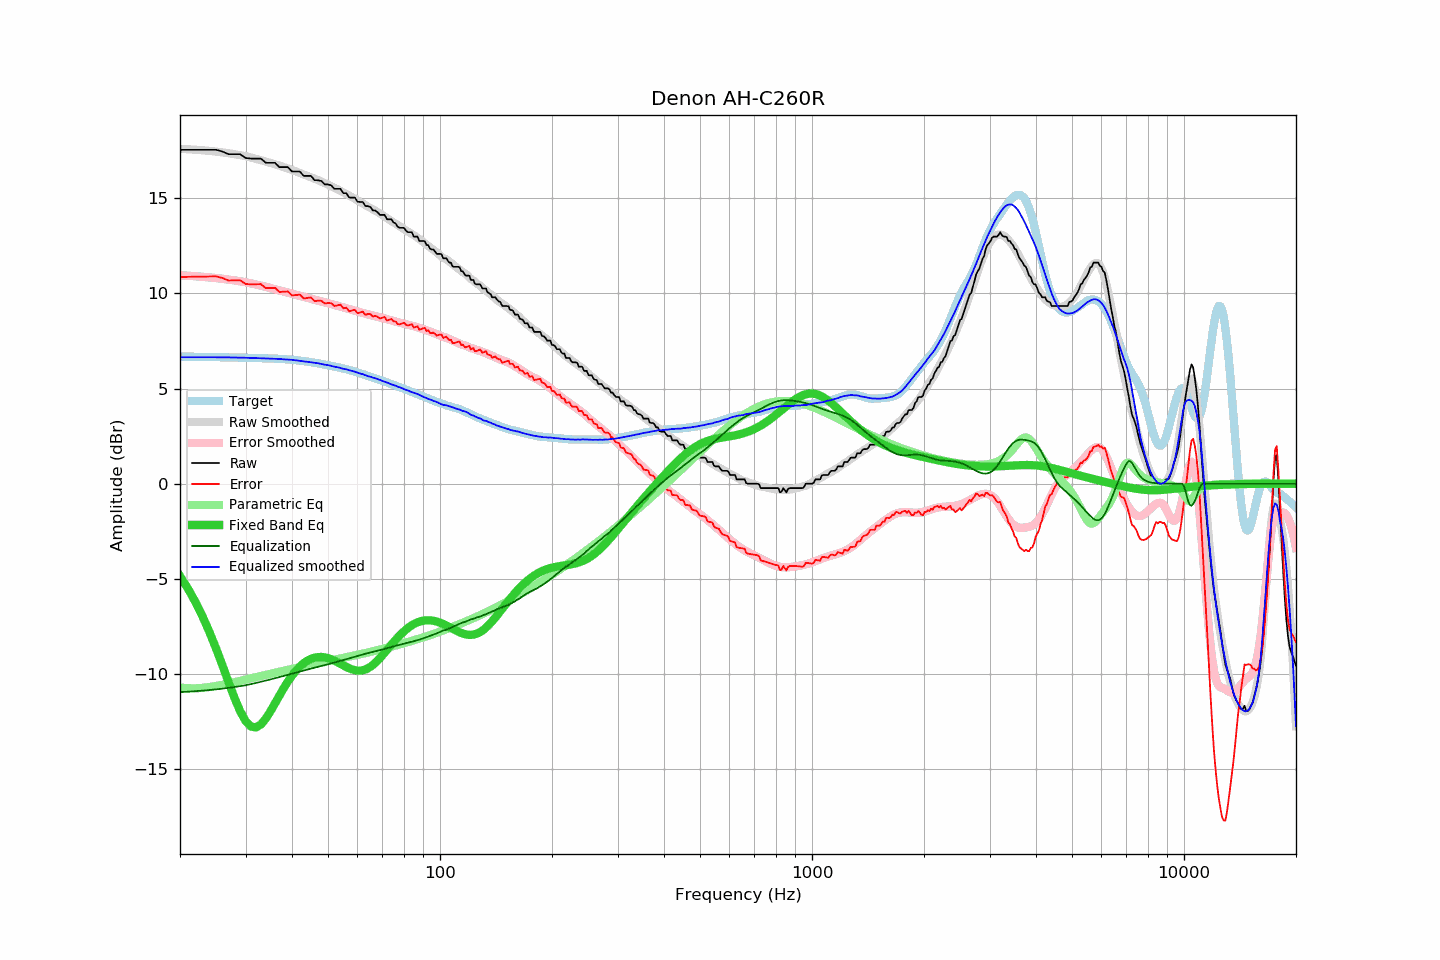 Denon AH-C260R
Amplitude (dBr)
15
10
5
0
−5
−10
−15
Target
Raw Smoothed
Error Smoothed
Raw
Error
Parametric Eq
Fixed Band Eq
Equalization
Equalized smoothed
100
1000
10000
Frequency (Hz)